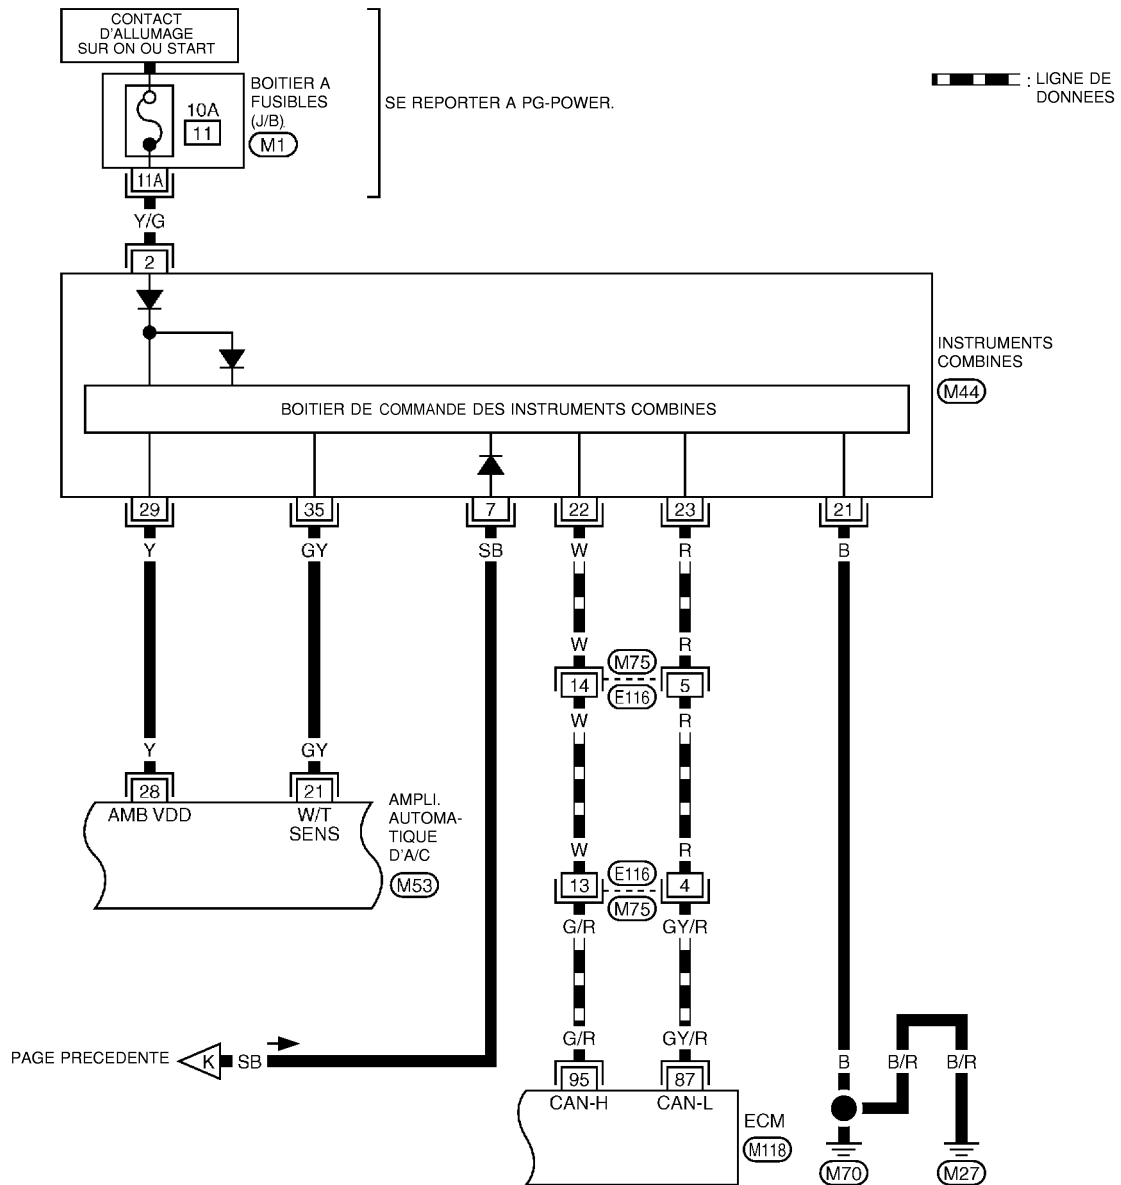 CONTACT
D'ALLUMAGE
SUR ON OU START
BOITIER A
FUSIBLES
(J/B)
M1
10A
11
11A
SE REPORTER A PG-POWER.
: LIGNE DE
DONNEES
Y/G
2
INSTRUMENTS
COMBINES
M44
BOITIER DE COMMANDE DES INSTRUMENTS COMBINES
29 35 7 22 23 21
Y GY SB W R B
W R
M75
14 5
E116
W R
Y GY
28 21
AMB VDD W/T
SENS
AMPLI.
AUTOMA-
TIQUE
D'A/C
M53
W R
E116
13 4
M75
G/R GY/R
G/R GY/R
PAGE PRECEDENTE K SB
B B/R B/R
95 87
CAN-H CAN-L
ECM
M118
M70 M27